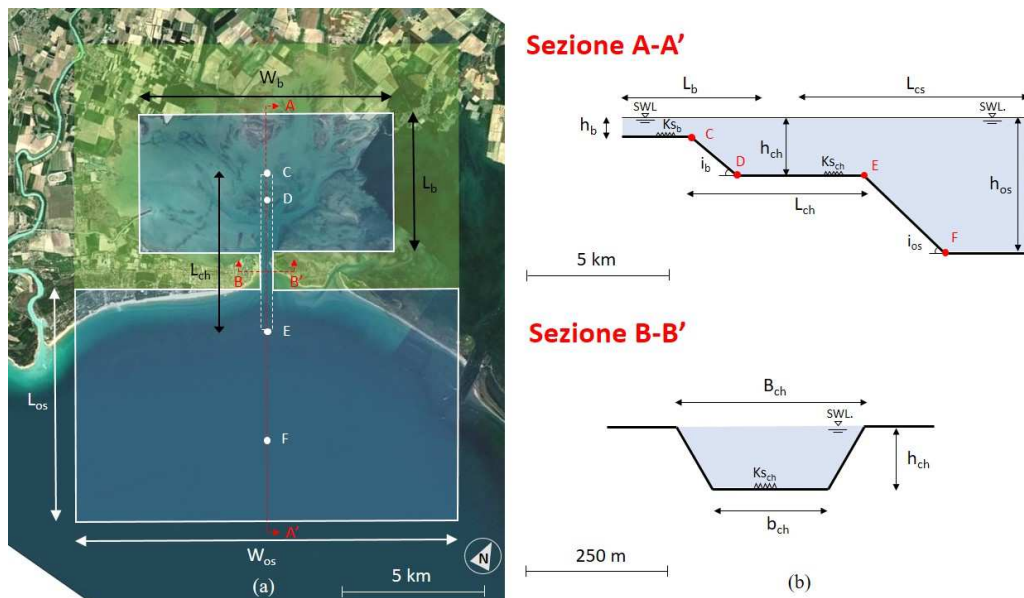 W_b
A
L_b
C
D
L_ch
B
B'
E
L_os
F
A'
W_os
N
(a)
5 km
Sezione A-A'
L_b
L_cs
SWL
SWL.
h_b
Ks_b
C
h_ch
i_b
D
Ks_ch
E
h_os
L_ch
i_os
F
5 km
Sezione B-B'
B_ch
SWL.
h_ch
Ks_ch
b_ch
250 m
(b)